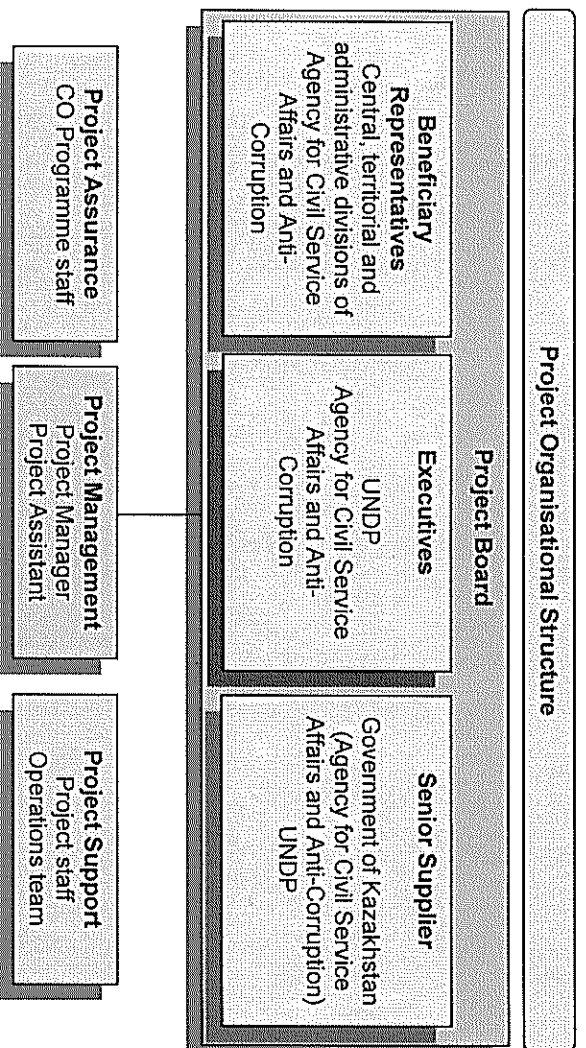 Project Organisational Structure
Project Board
Beneficiary
Representatives
Central, territorial and
administrative divisions of
Agency for Civil Service
Affairs and Anti-
Corruption
Executives
UNDP
Agency for Civil Service
Affairs and Anti-
Corruption
Senior Supplier
Government of Kazakhstan
(Agency for Civil Service
Affairs and Anti-Corruption)
UNDP
Project Assurance
CO Programme staff
Project Management
Project Manager
Project Assistant
Project Support
Project staff
Operations team